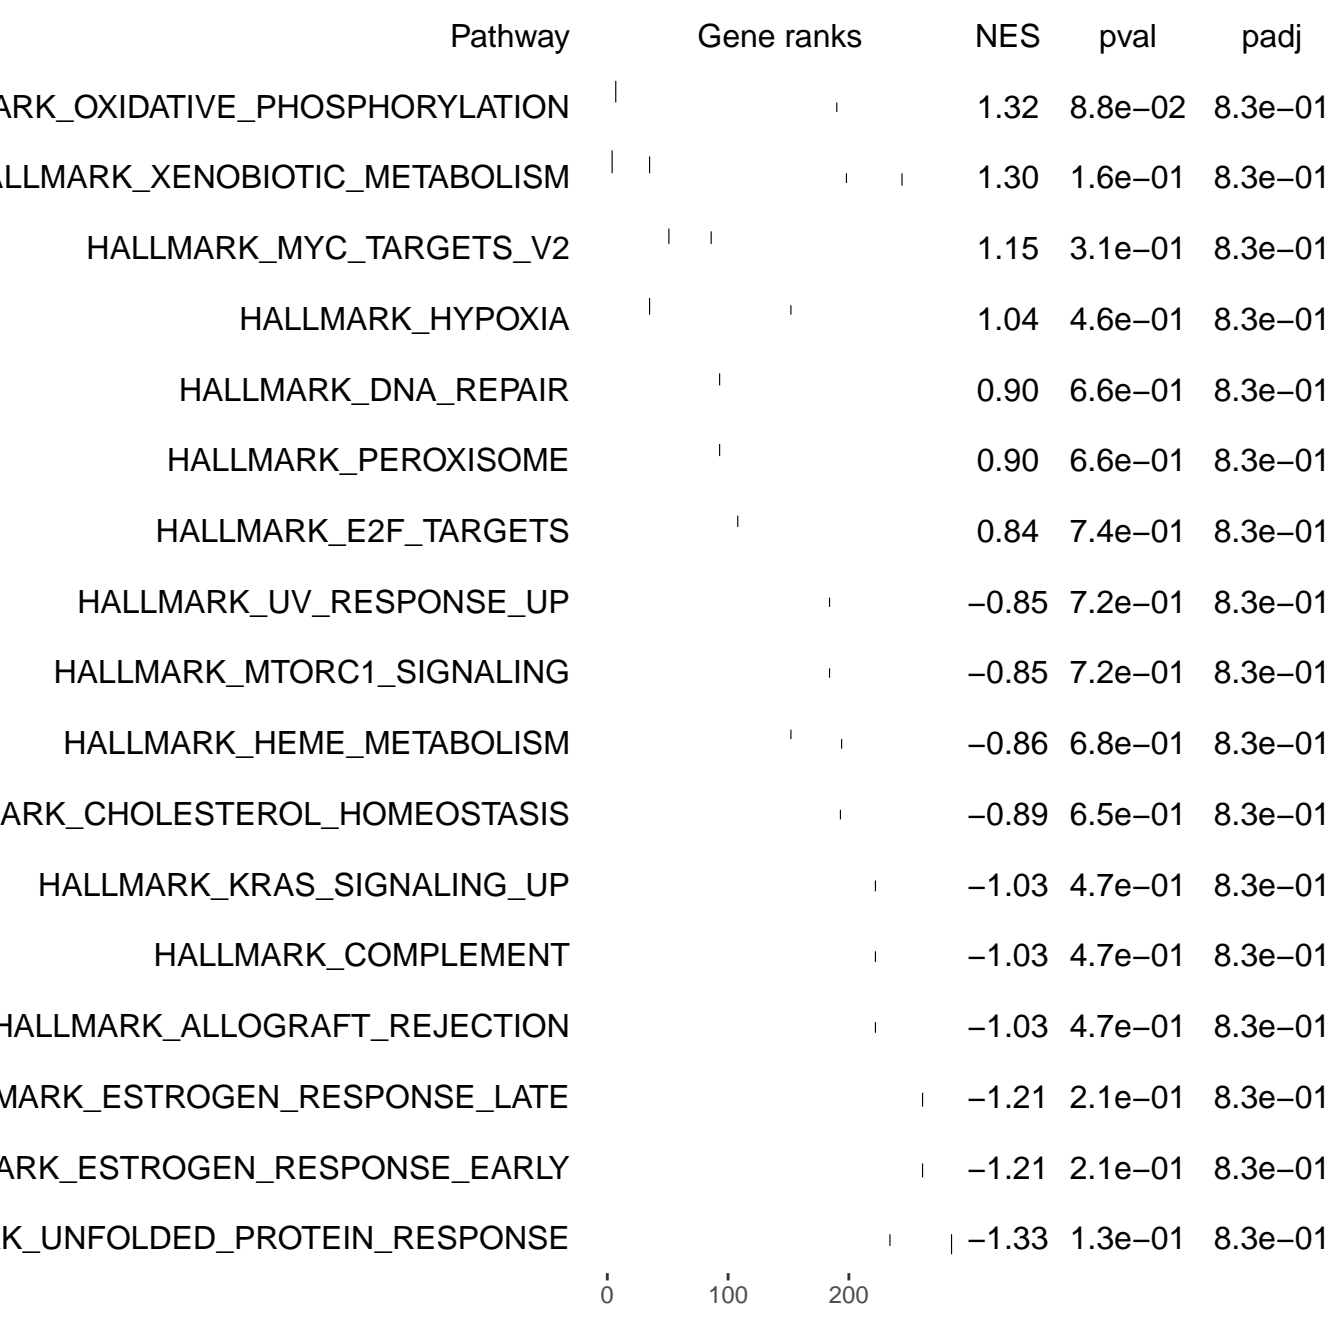 Pathway Gene ranks NES pval padj
ARK_OXIDATIVE_PHOSPHORYLATION 1.32 8.8e−02 8.3e−01
ALLMARK_XENOBIOTIC_METABOLISM 1.30 1.6e−01 8.3e−01
HALLMARK_MYC_TARGETS_V2 1.15 3.1e−01 8.3e−01
HALLMARK_HYPOXIA 1.04 4.6e−01 8.3e−01
HALLMARK_DNA_REPAIR 0.90 6.6e−01 8.3e−01
HALLMARK_PEROXISOME 0.90 6.6e−01 8.3e−01
HALLMARK_E2F_TARGETS 0.84 7.4e−01 8.3e−01
HALLMARK_UV_RESPONSE_UP −0.85 7.2e−01 8.3e−01
HALLMARK_MTORC1_SIGNALING −0.85 7.2e−01 8.3e−01
HALLMARK_HEME_METABOLISM −0.86 6.8e−01 8.3e−01
ARK_CHOLESTEROL_HOMEOSTASIS −0.89 6.5e−01 8.3e−01
HALLMARK_KRAS_SIGNALING_UP −1.03 4.7e−01 8.3e−01
HALLMARK_COMPLEMENT −1.03 4.7e−01 8.3e−01
HALLMARK_ALLOGRAFT_REJECTION −1.03 4.7e−01 8.3e−01
MARK_ESTROGEN_RESPONSE_LATE −1.21 2.1e−01 8.3e−01
ARK_ESTROGEN_RESPONSE_EARLY −1.21 2.1e−01 8.3e−01
K_UNFOLDED_PROTEIN_RESPONSE −1.33 1.3e−01 8.3e−01
0 100 200